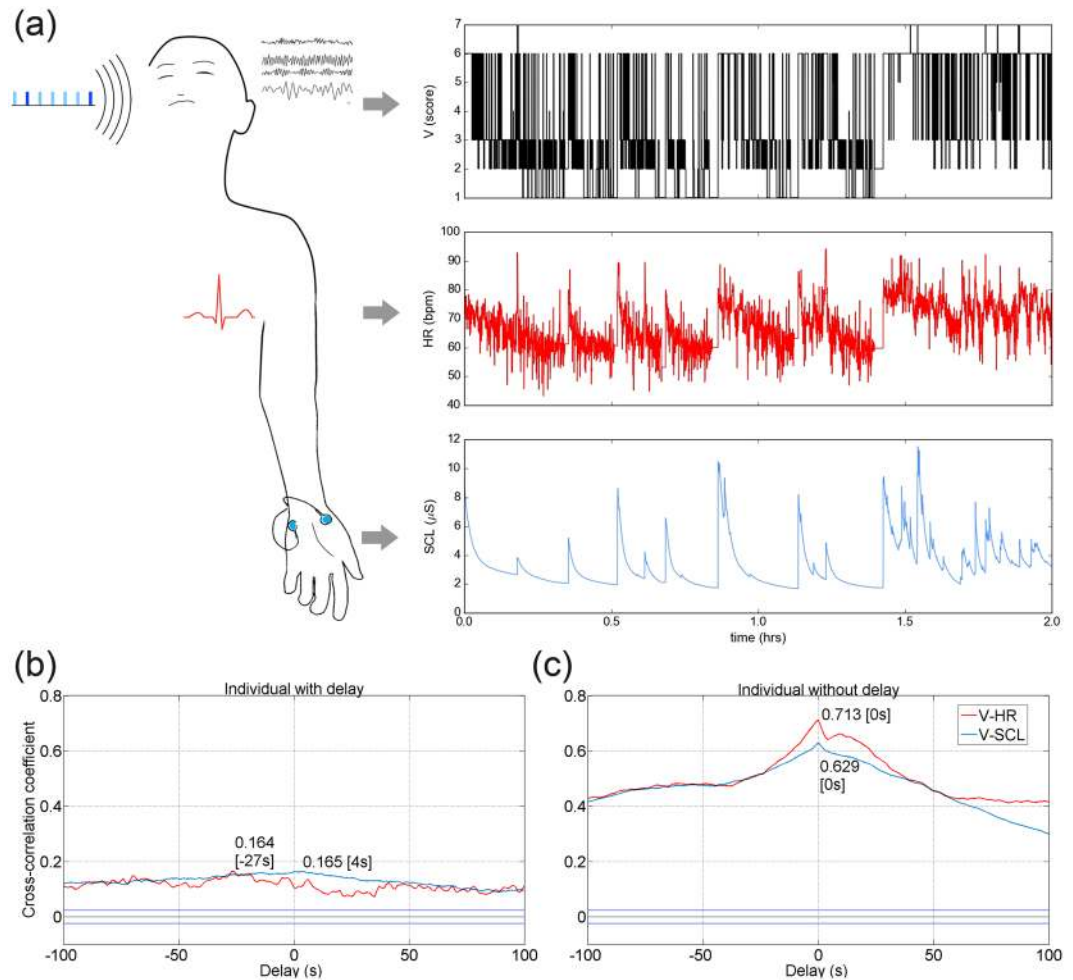 (a)
7
6
5
4
3
2
1
V (score)
100
90
80
70
60
50
40
HR (bpm)
12
10
8
6
4
2
0
SCL (μS)
0.0 0.5 1.0 1.5 2.0
time (hrs)
(b)
Individual with delay
0.8
0.6
0.4
0.2
0
Cross-correlation coefficient
0.164
[-27s]
0.165 [4s]
-100 -50 0 50 100
Delay (s)
(c)
Individual without delay
0.8
0.6
0.4
0.2
0
0.713 [0s]
0.629
[0s]
V-HR
V-SCL
-100 -50 0 50 100
Delay (s)